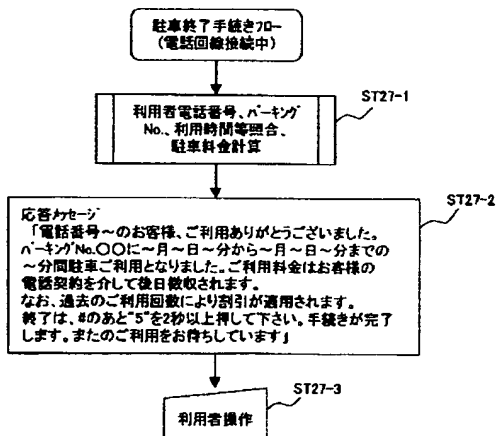 駐車終了手続きフロー
(電話回線接続中)
ST27-1
利用者電話番号、パーキング
No.、利用時間等照合、
駐車料金計算
ST27-2
応答メッセージ
「電話番号~のお客様、ご利用ありがとうございました。
パーキングNo.〇〇に~月~日~分から~月~日~分までの
~分間駐車ご利用となりました。ご利用料金はお客様の
電話契約を介して後日徴収されます。
なお、過去のご利用回数により割引が適用されます。
終了は、#のあと"5"を2秒以上押して下さい。手続きが完了
します。またのご利用をお待ちしています」
ST27-3
利用者操作